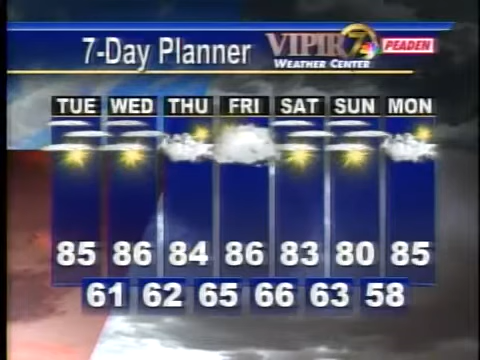 7-Day Planner
VIPIR 7
PEADEN
WEATHER CENTER
TUE WED THU FRI SAT SUN MON
85 86 84 86 83 80 85
61 62 65 66 63 58